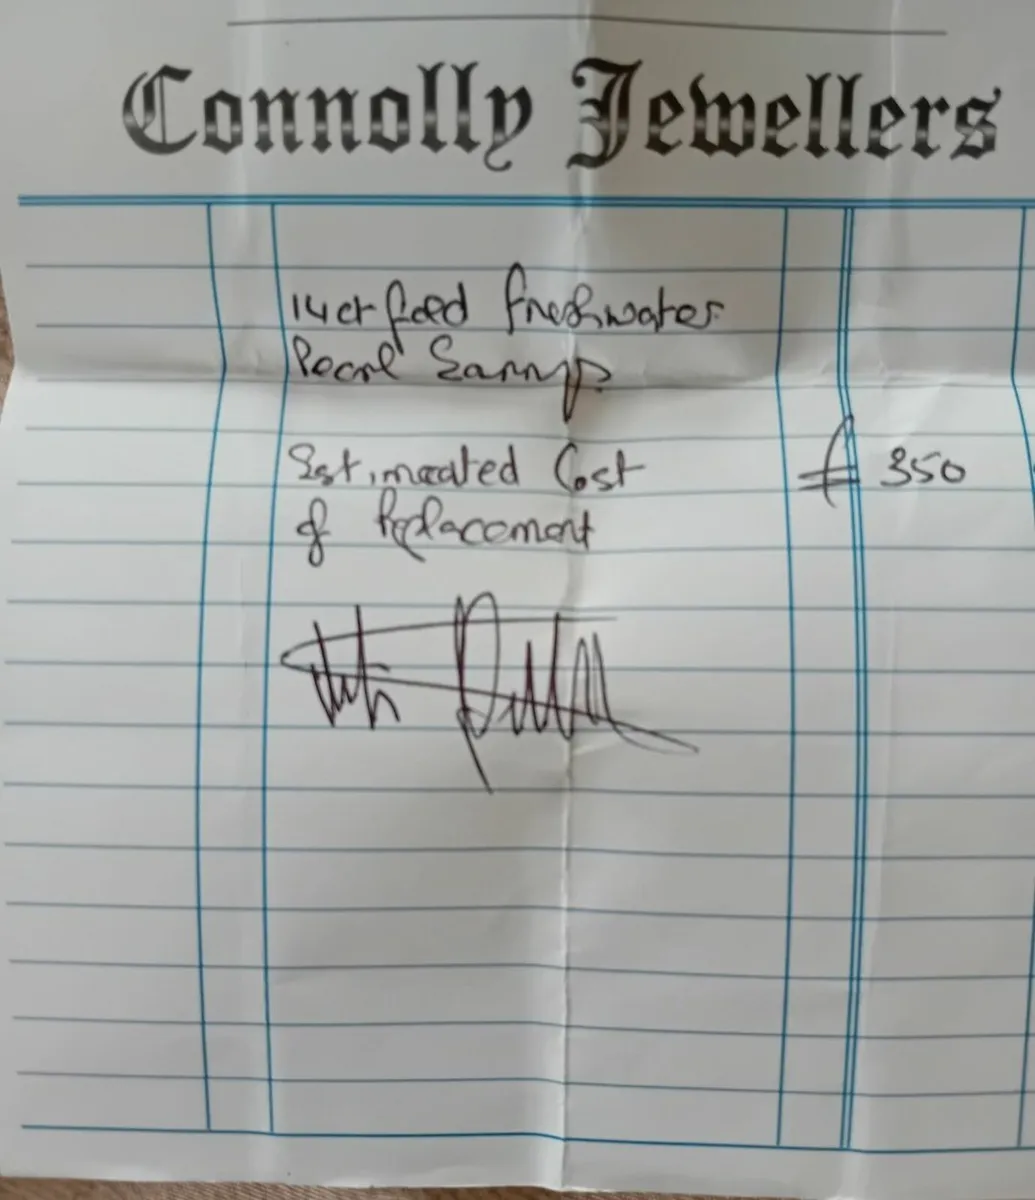 Connolly Jewellers
14ct Gold Freshwater
Pearl Earrings.
Estimated Cost £ 350
of Replacement